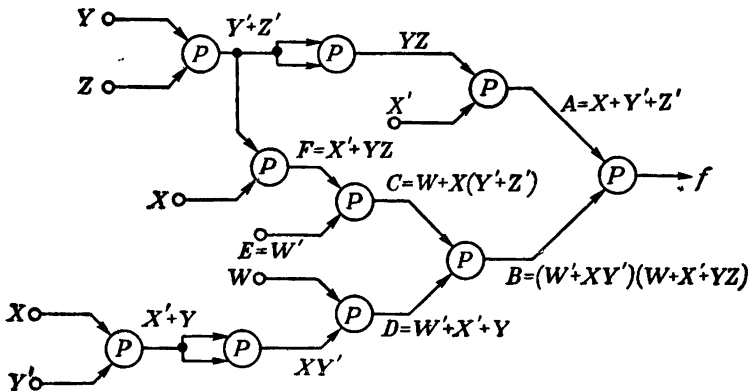 Y
Z
P
Y'+Z'
P
YZ
X'
P
A=X+Y'+Z'
P
f
X
P
F=X'+YZ
E=W'
P
C=W+X(Y'+Z')
P
B=(W'+XY')(W+X'+YZ)
W
P
D=W'+X'+Y
X
Y'
P
X'+Y
P
XY'